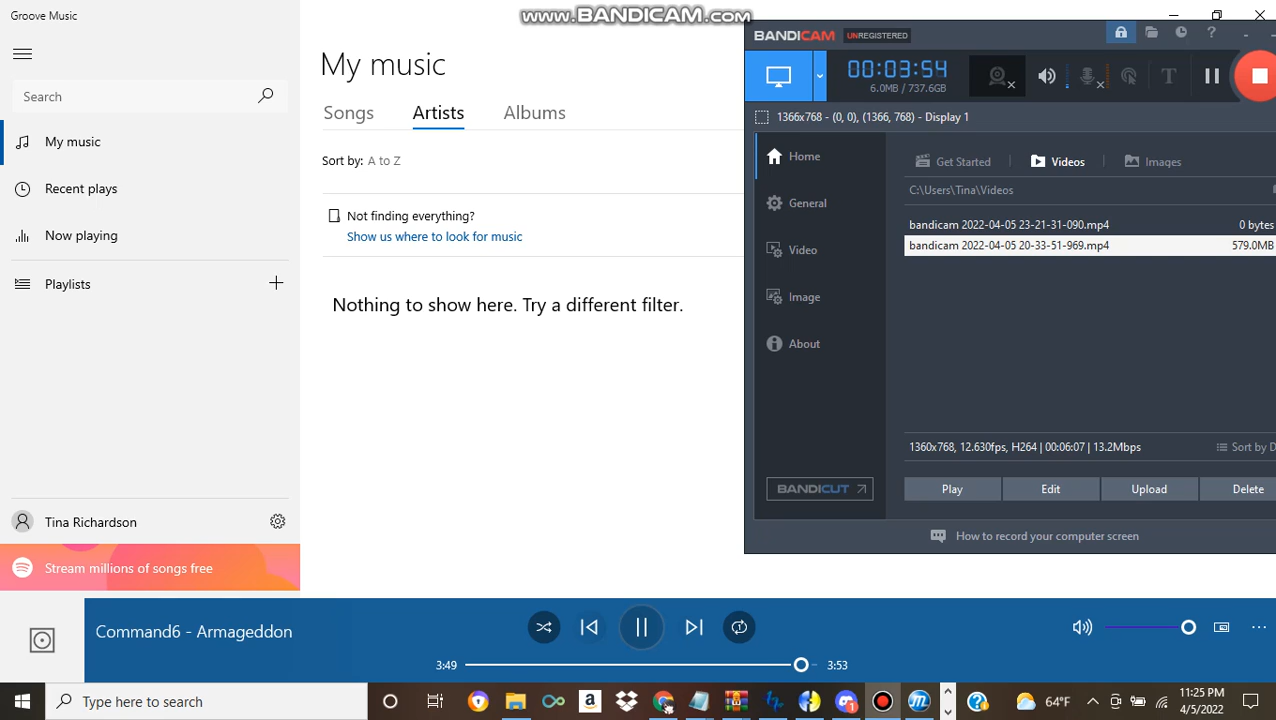 Groove Music
www.BANDICAM.com
Search
My music
Recent plays
Now playing
Playlists
Tina Richardson
Stream millions of songs free
My music
Songs
Artists
Albums
Sort by: A to Z
Not finding everything?
Show us where to look for music
Nothing to show here. Try a different filter.
BANDICAM UNREGISTERED
00:03:54
6.0MB / 737.6GB
1366x768 - (0, 0), (1366, 768) - Display 1
Home
General
Video
Image
About
BANDICUT
Get Started
Videos
Images
C:\Users\Tina\Videos
bandicam 2022-04-05 23-21-31-090.mp4 0 bytes
bandicam 2022-04-05 20-33-51-969.mp4 579.0MB
1360x768, 12.630fps, H264 | 00:06:07 | 13.2Mbps
Sort by D
Play
Edit
Upload
Delete
How to record your computer screen
Command6 - Armageddon
3:49
3:53
Type here to search
64°F
11:25 PM
4/5/2022